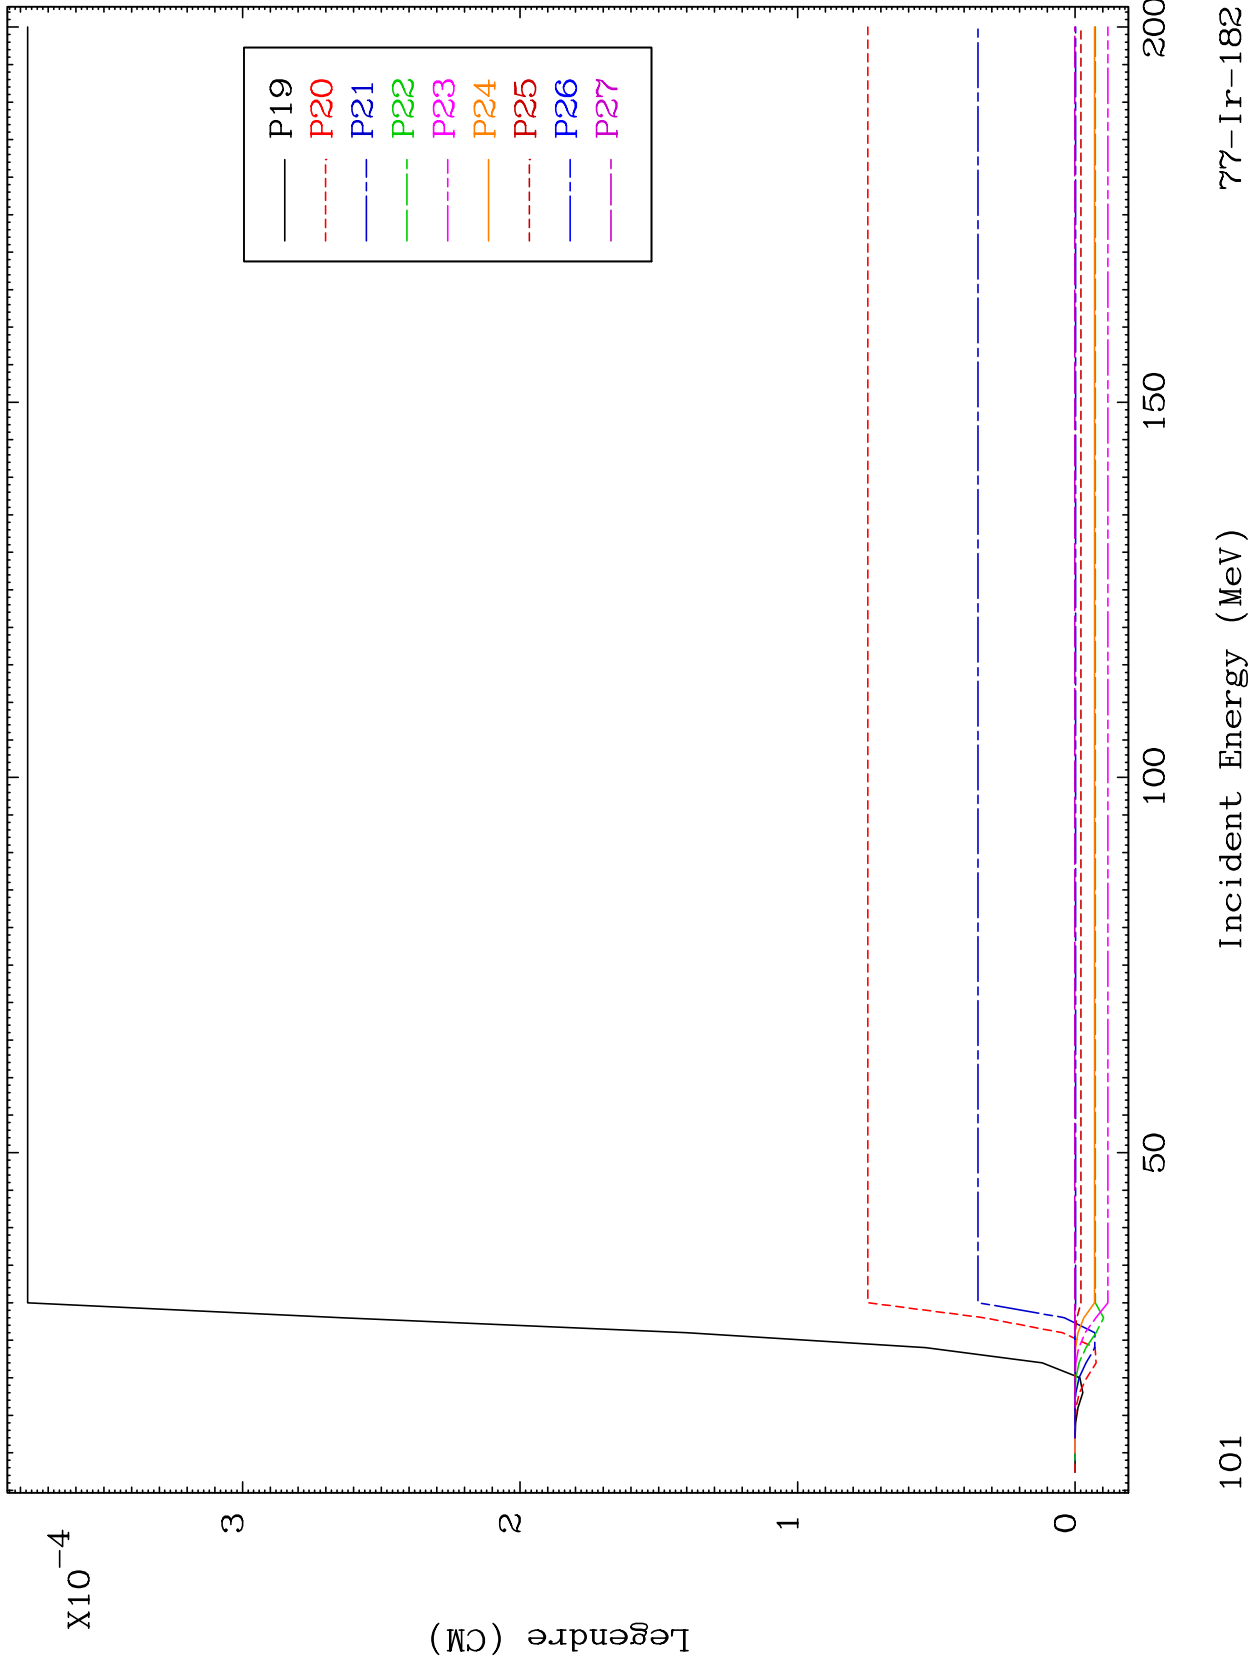 X10-4
Legendre (CM)
3
2
1
0
50
100
150
200
P19
P20
P21
P22
P23
P24
P25
P26
P27
Incident Energy (MeV)
101
77-Ir-182